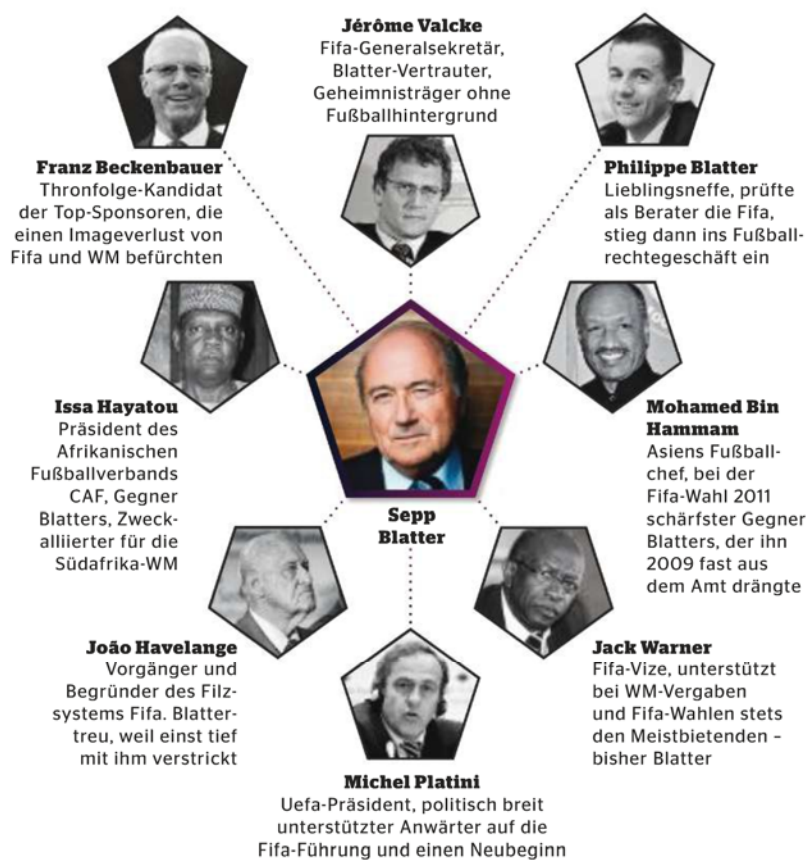 Jérôme Valcke
Fifa-Generalsekretär,
Blatter-Vertrauter,
Geheimnisträger ohne
Fußballhintergrund
Franz Beckenbauer
Thronfolge-Kandidat
der Top-Sponsoren, die
einen Imageverlust von
Fifa und WM befürchten
Philippe Blatter
Lieblingsneffe, prüfte
als Berater die Fifa,
stieg dann ins Fußball-
rechtegeschäft ein
Issa Hayatou
Präsident des
Afrikanischen
Fußballverbands
CAF, Gegner
Blatters, Zweck-
alliierter für die
Südafrika-WM
Sepp
Blatter
Mohamed Bin
Hammam
Asiens Fußball-
chef, bei der
Fifa-Wahl 2011
schärfster Gegner
Blatters, der ihn
2009 fast aus
dem Amt drängte
João Havelange
Vorgänger und
Begründer des Filz-
systems Fifa. Blatter-
treu, weil einst tief
mit ihm verstrickt
Jack Warner
Fifa-Vize, unterstützt
bei WM-Vergaben
und Fifa-Wahlen stets
den Meistbietenden –
bisher Blatter
Michel Platini
Uefa-Präsident, politisch breit
unterstützter Anwärter auf die
Fifa-Führung und einen Neubeginn